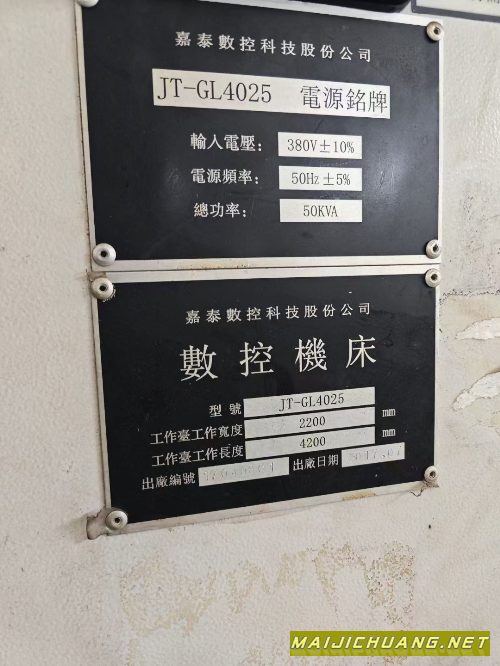 嘉泰數控科技股份公司
JT-GL4025 電源銘牌
輸入電壓: 380V±10%
電源頻率: 50Hz±5%
總功率: 50KVA
嘉泰數控科技股份公司
數控機床
型號 JT-GL4025
工作臺工作寬度 2200 mm
工作臺工作長度 4200 mm
出廠編號 出廠日期
MAIJICHUANG.NET